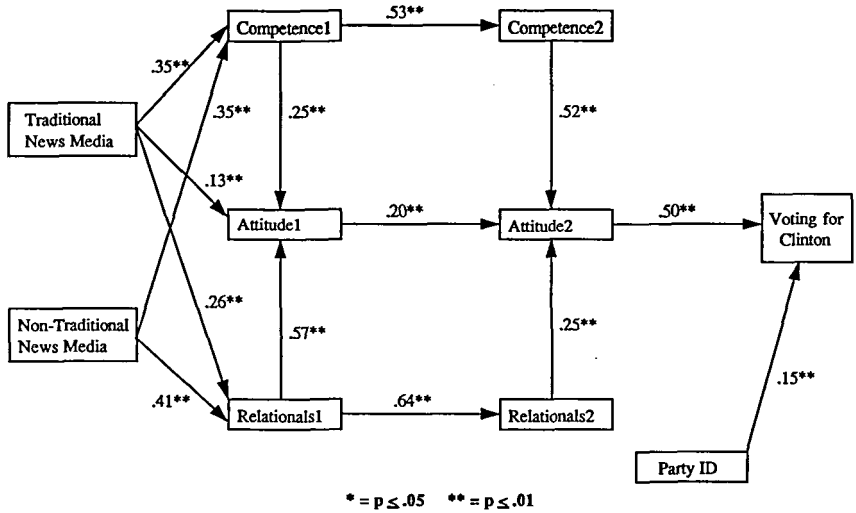 Competence1
.53**
Competence2
.35**
.35**
.25**
.52**
Traditional
News Media
.13**
Attitude1
.20**
Attitude2
.50**
Voting for
Clinton
.26**
.57**
.25**
Non-Traditional
News Media
.15**
.41**
Relationals1
.64**
Relationals2
Party ID
* = p ≤ .05 ** = p ≤ .01